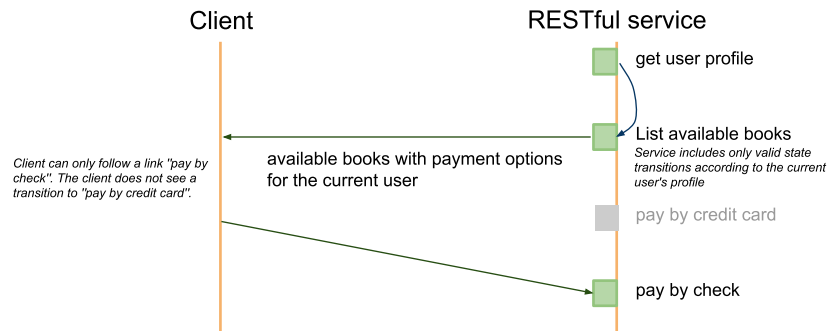 Client
RESTful service
get user profile
List available books
Service includes only valid state
transitions according to the current
user's profile
available books with payment options
for the current user
Client can only follow a link "pay by
check". The client does not see a
transition to "pay by credit card".
pay by credit card
pay by check